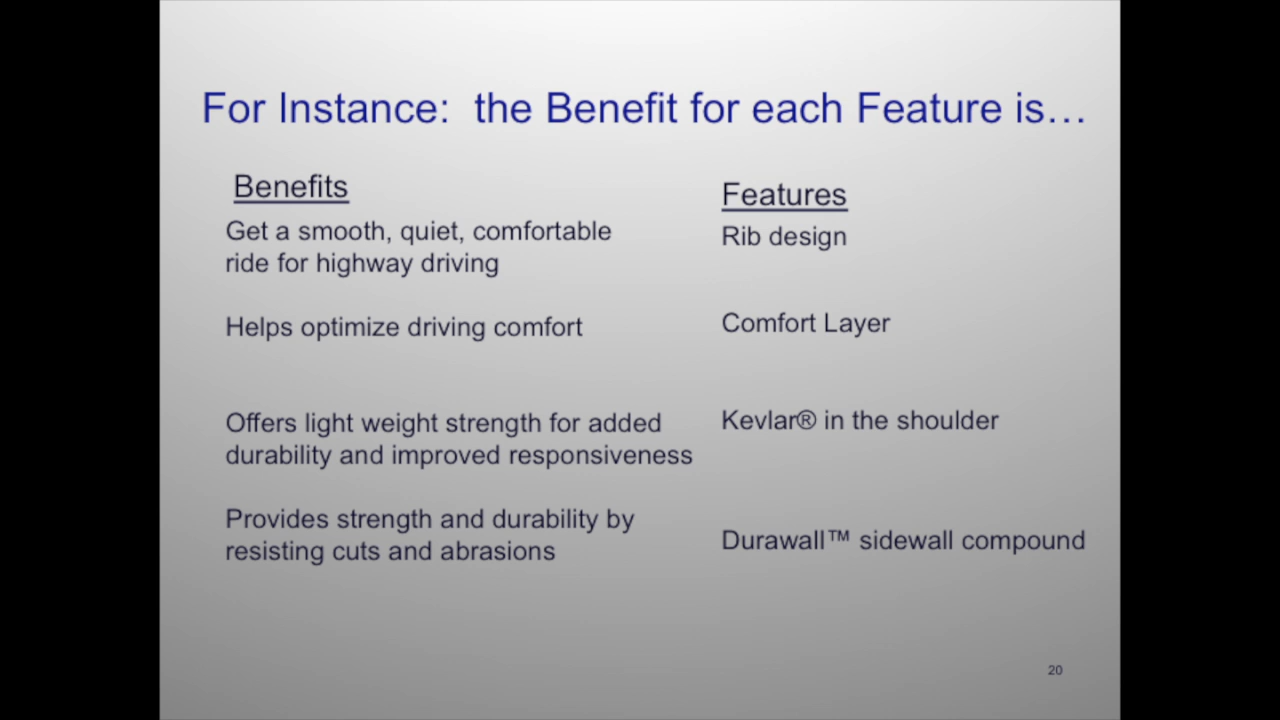 For Instance:  the Benefit for each Feature is…
Benefits
Features
Get a smooth, quiet, comfortable
ride for highway driving
Rib design
Helps optimize driving comfort
Comfort Layer
Offers light weight strength for added
durability and improved responsiveness
Kevlar® in the shoulder
Provides strength and durability by
resisting cuts and abrasions
Durawall™ sidewall compound
20